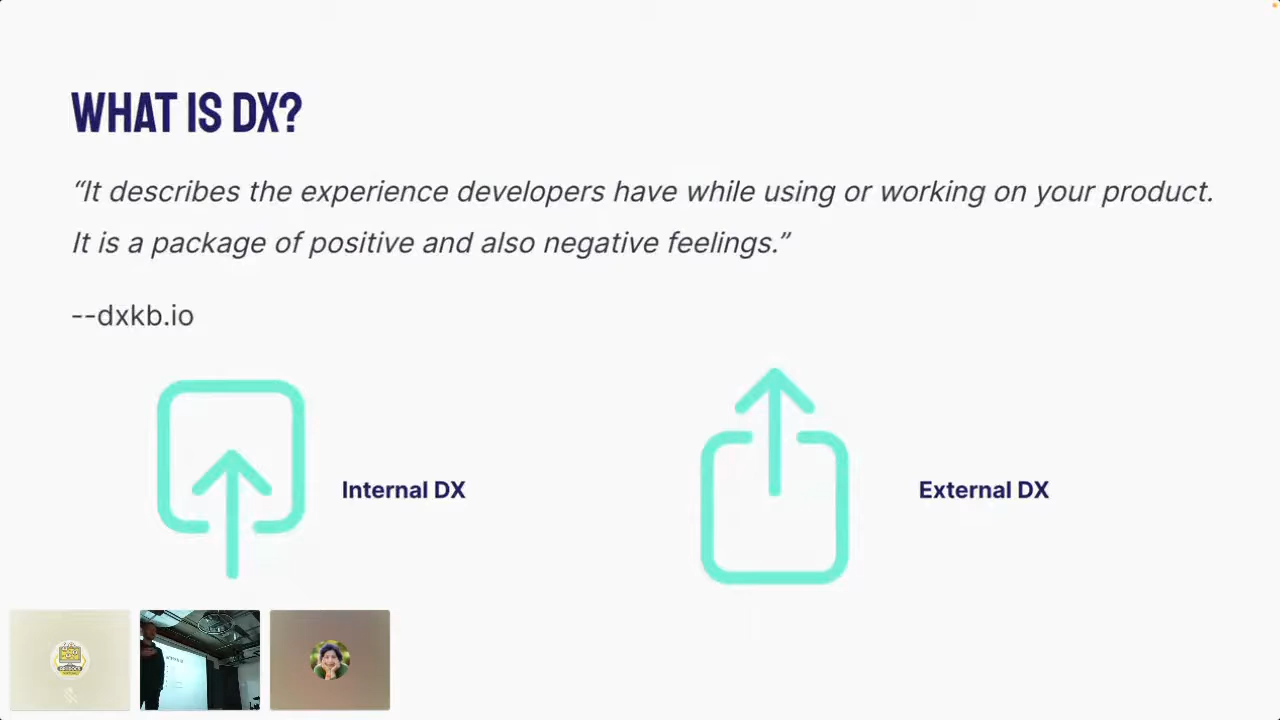 WHAT IS DX?
“It describes the experience developers have while using or working on your product.
It is a package of positive and also negative feelings.”
--dxkb.io
Internal DX
External DX